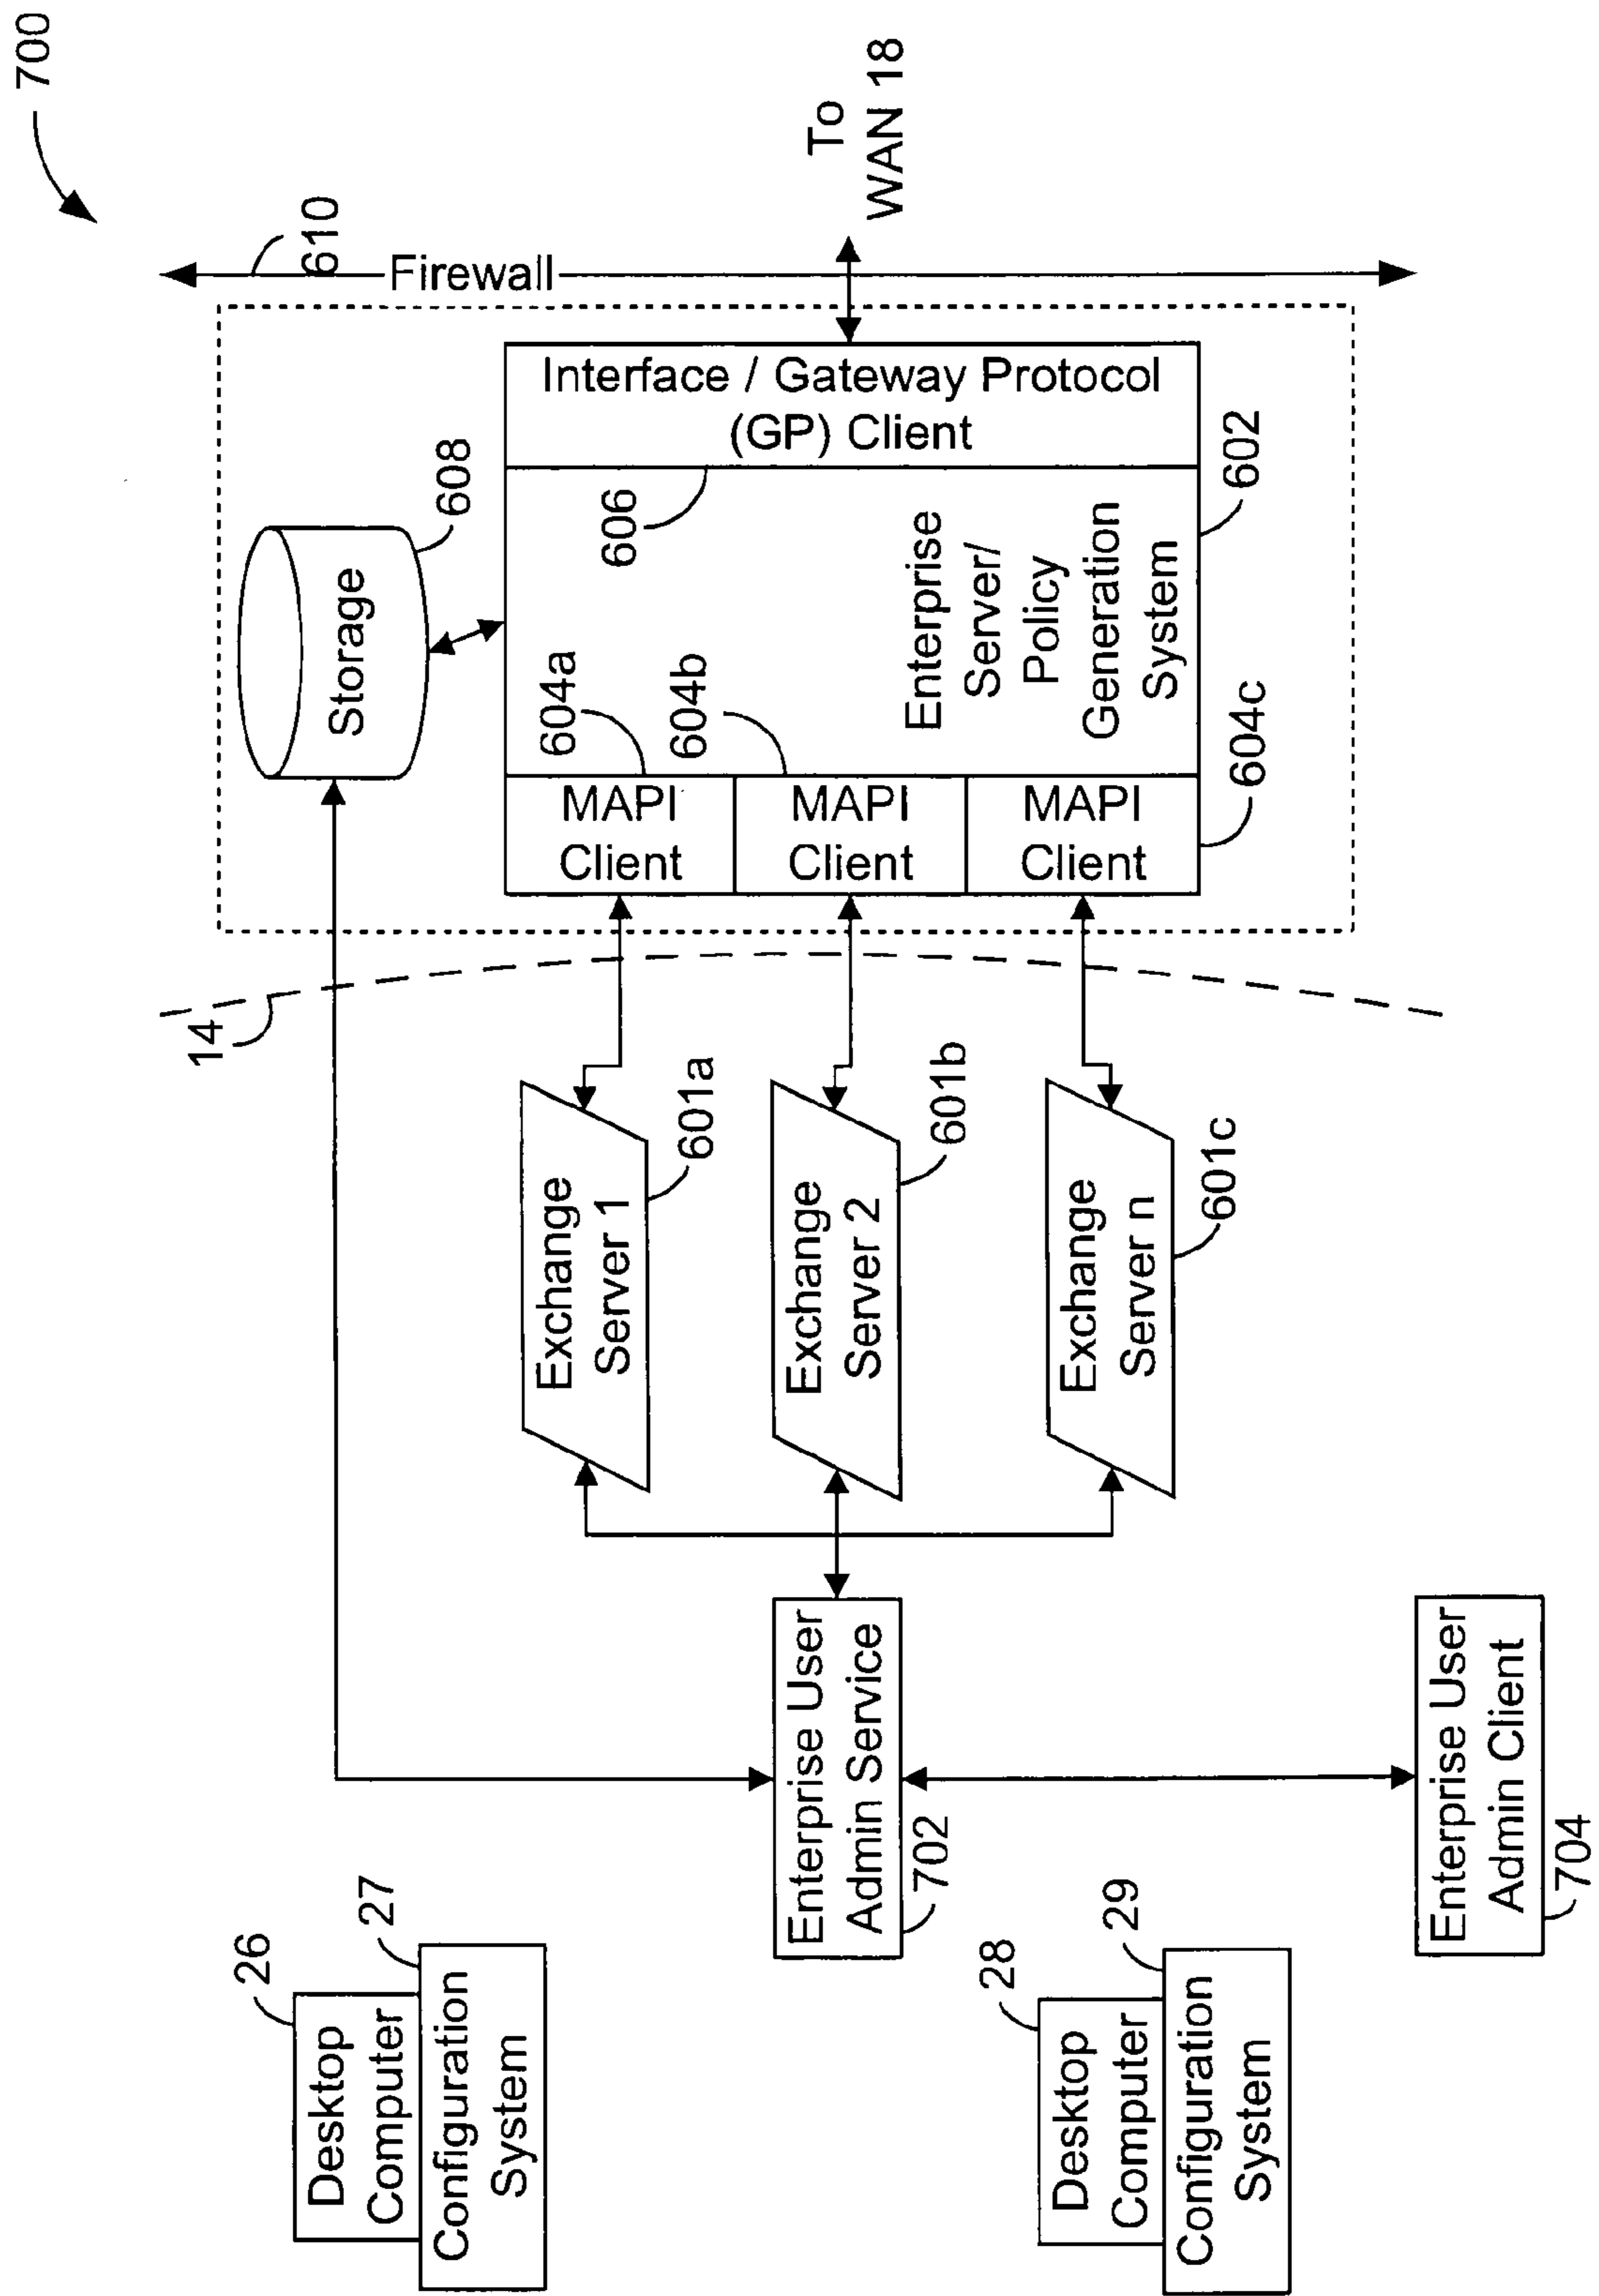 700
610
Firewall
To
WAN 18
Interface / Gateway Protocol
(GP) Client
608
Storage
606
602
Enterprise
Server/
Policy
Generation
System
604a
604b
604c
MAPI
Client
MAPI
Client
MAPI
Client
14
Exchange
Server 1
601a
Exchange
Server 2
601b
Exchange
Server n
601c
Enterprise User
Admin Service
702
Enterprise User
Admin Client
704
26
Desktop
Computer
27
Configuration
System
28
Desktop
Computer
29
Configuration
System